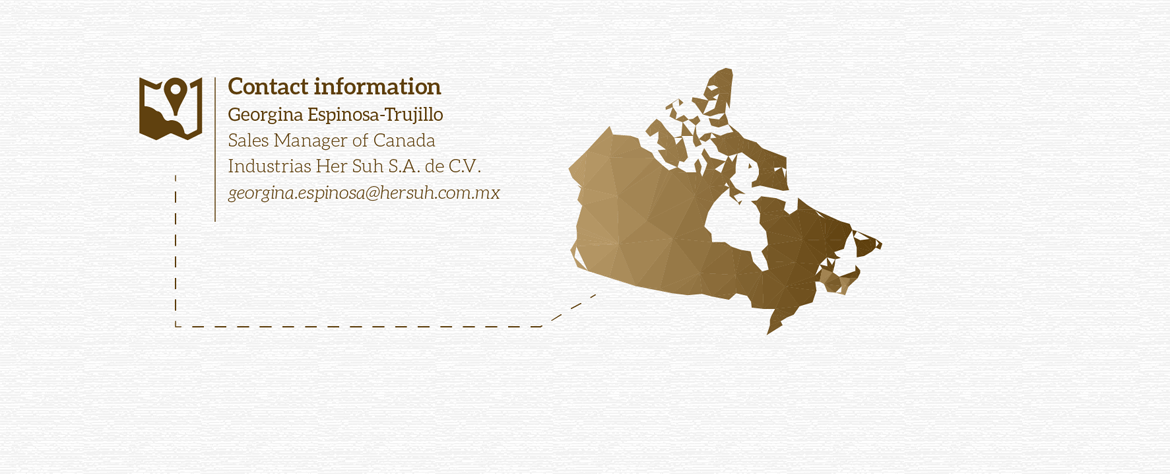 Contact information
Georgina Espinosa-Trujillo
Sales Manager of Canada
Industrias Her Suh S.A. de C.V.
georgina.espinosa@hersuh.com.mx